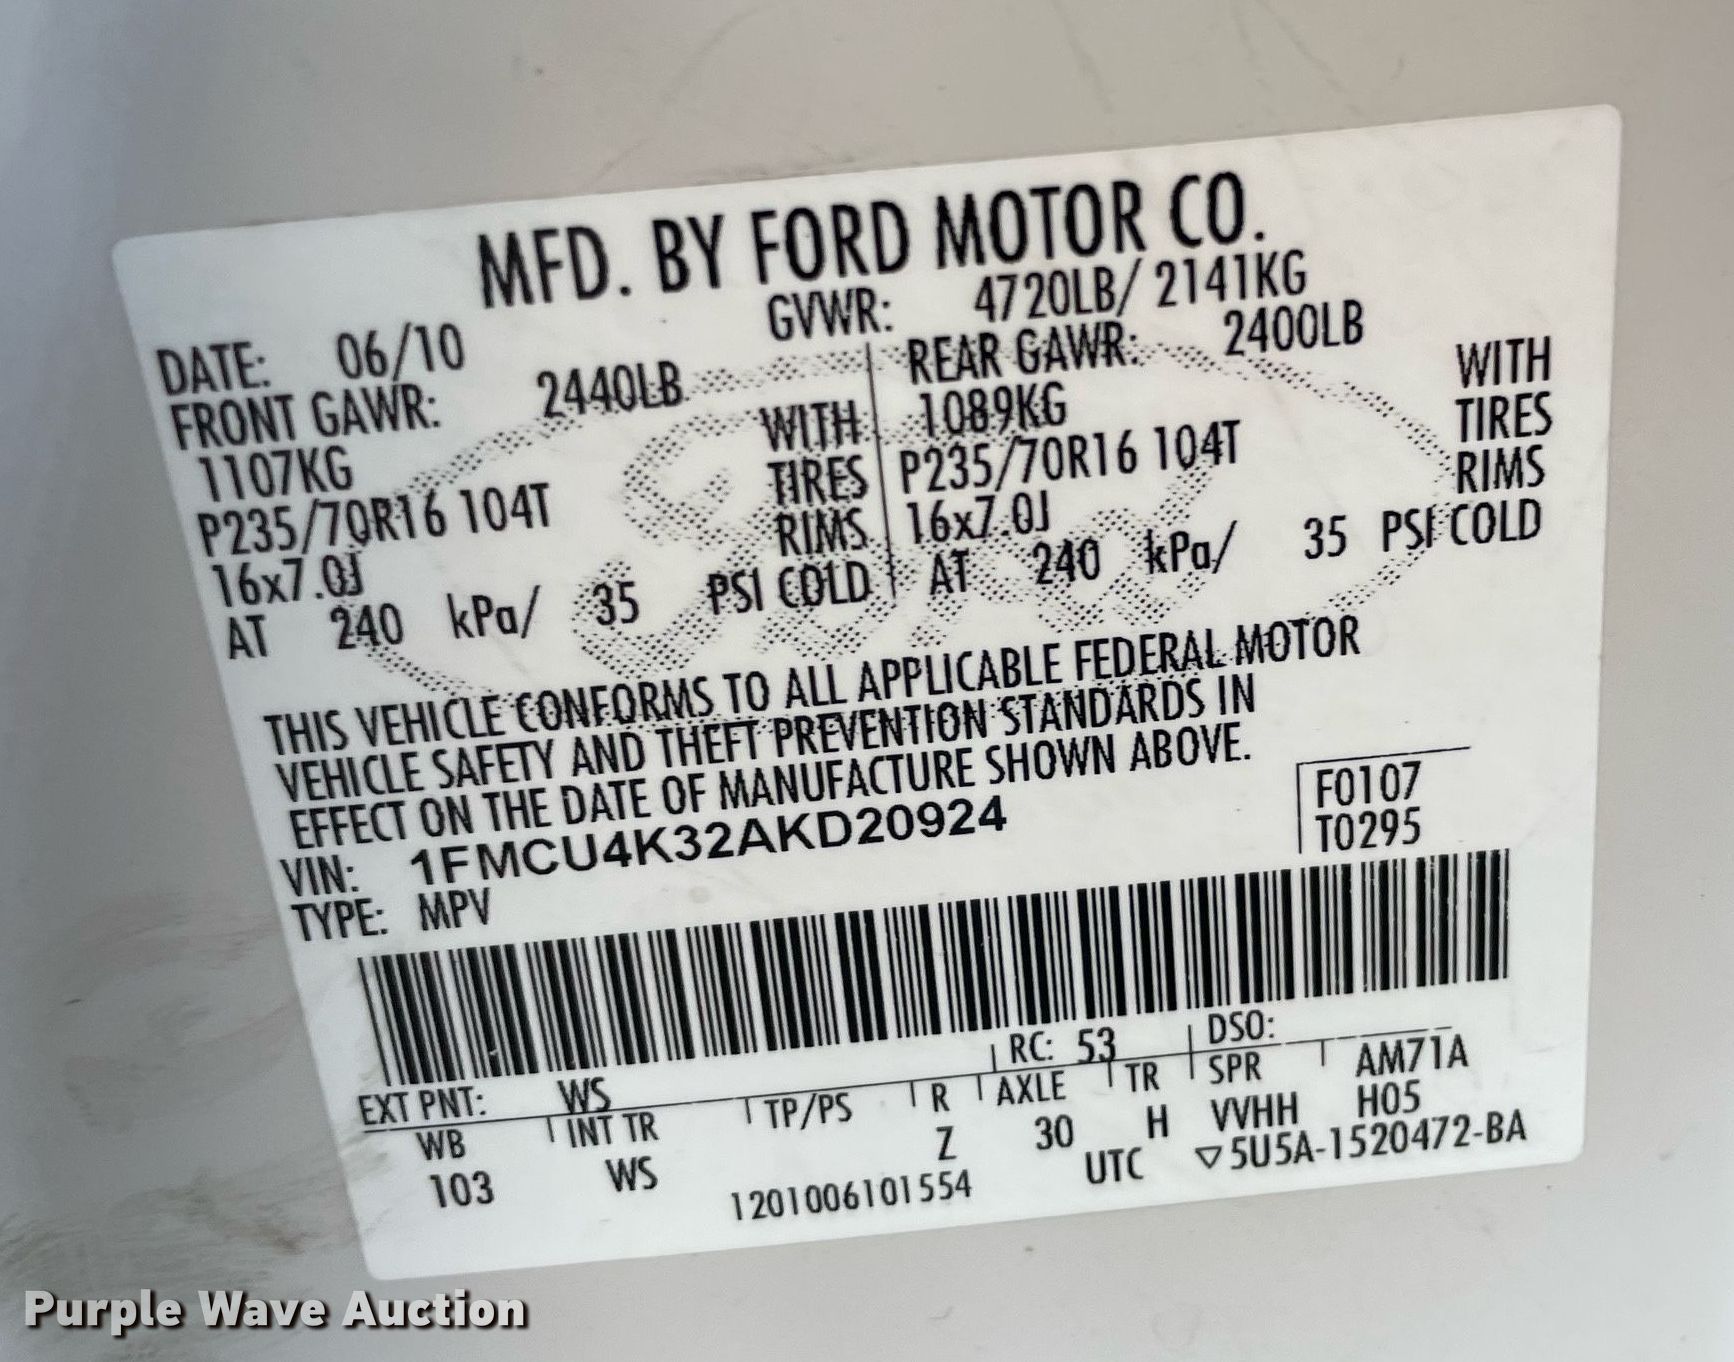 MFD. BY FORD MOTOR CO.
DATE: 06/10 GVWR: 4720LB/ 2141KG
FRONT GAWR: 2440LB REAR GAWR: 2400LB
1107KG WITH 1089KG WITH
P235/70R16 104T TIRES P235/70R16 104T TIRES
16x7.0J RIMS 16x7.0J RIMS
AT 240 kPa/ 35 PSI COLD AT 240 kPa/ 35 PSI COLD
THIS VEHICLE CONFORMS TO ALL APPLICABLE FEDERAL MOTOR
VEHICLE SAFETY AND THEFT PREVENTION STANDARDS IN
EFFECT ON THE DATE OF MANUFACTURE SHOWN ABOVE.
VIN: 1FMCU4K32AKD20924 F0107
TYPE: MPV T0295
EXT PNT: WS RC: 53 DSO:
WB INT TR TP/PS R AXLE TR SPR AM71A
103 WS Z 30 H VVHH H05
1201006101554 UTC ▽5U5A-1520472-BA
Purple Wave Auction